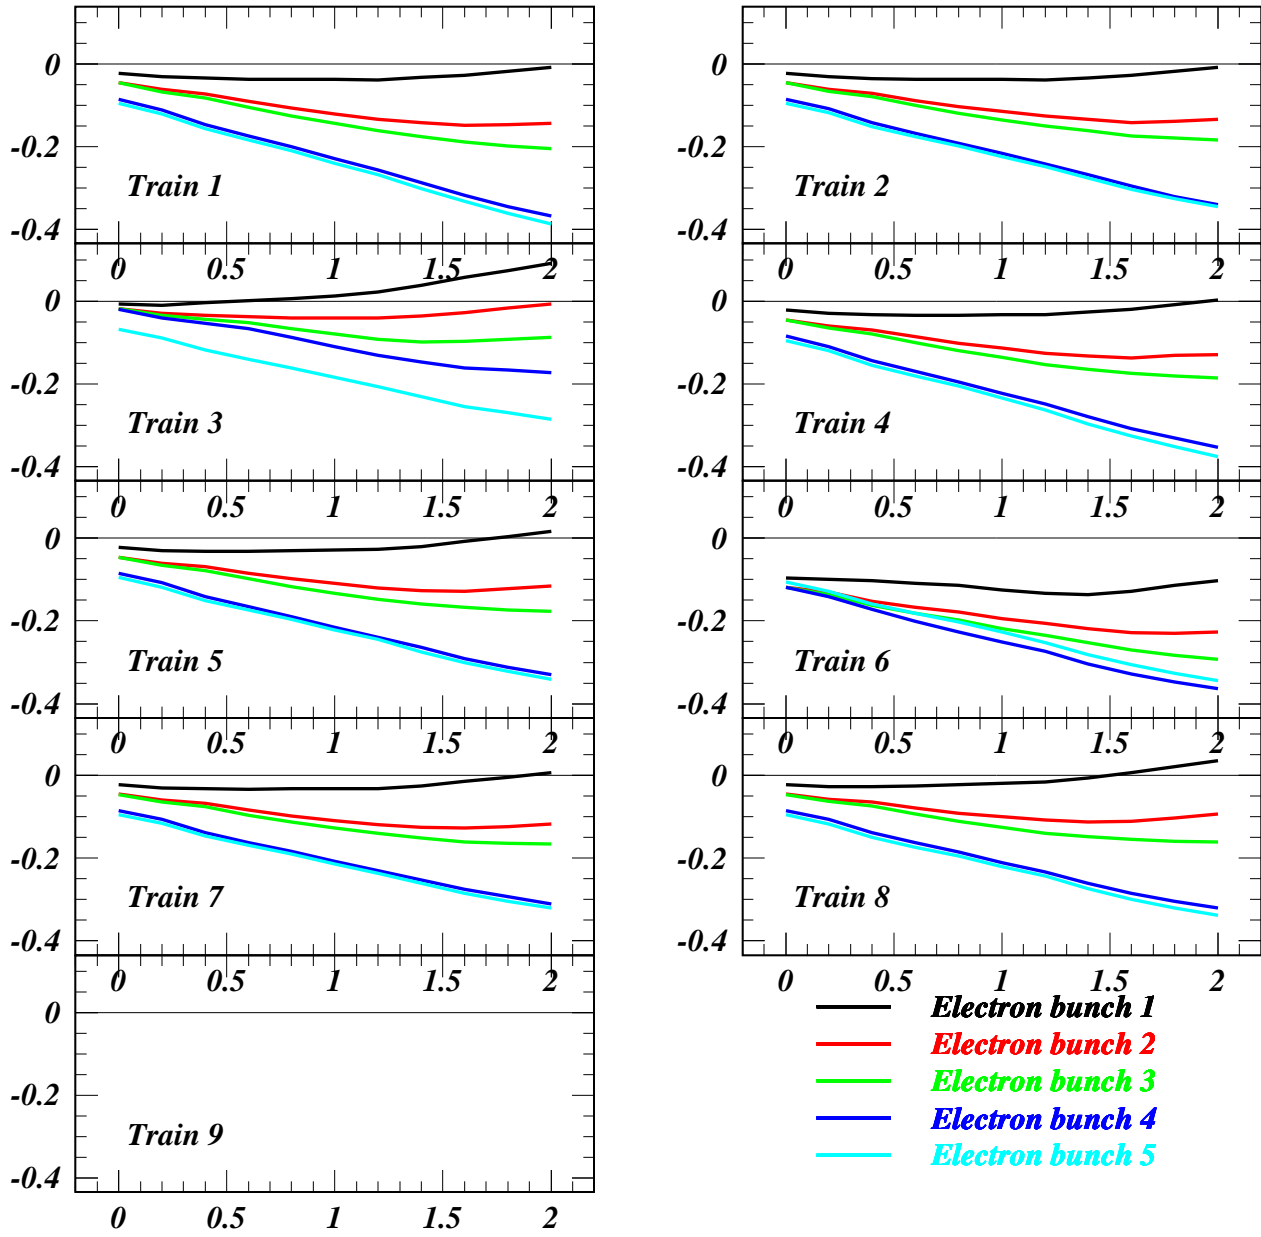 0
-0.2
-0.4
Train 1
0 0.5 1 1.5 2
0
-0.2
-0.4
Train 2
0 0.5 1 1.5 2
0
-0.2
-0.4
Train 3
0 0.5 1 1.5 2
0
-0.2
-0.4
Train 4
0 0.5 1 1.5 2
0
-0.2
-0.4
Train 5
0 0.5 1 1.5 2
0
-0.2
-0.4
Train 6
0 0.5 1 1.5 2
0
-0.2
-0.4
Train 7
0 0.5 1 1.5 2
0
-0.2
-0.4
Train 8
0 0.5 1 1.5 2
0
-0.2
-0.4
Train 9
0 0.5 1 1.5 2
Electron bunch 1
Electron bunch 2
Electron bunch 3
Electron bunch 4
Electron bunch 5